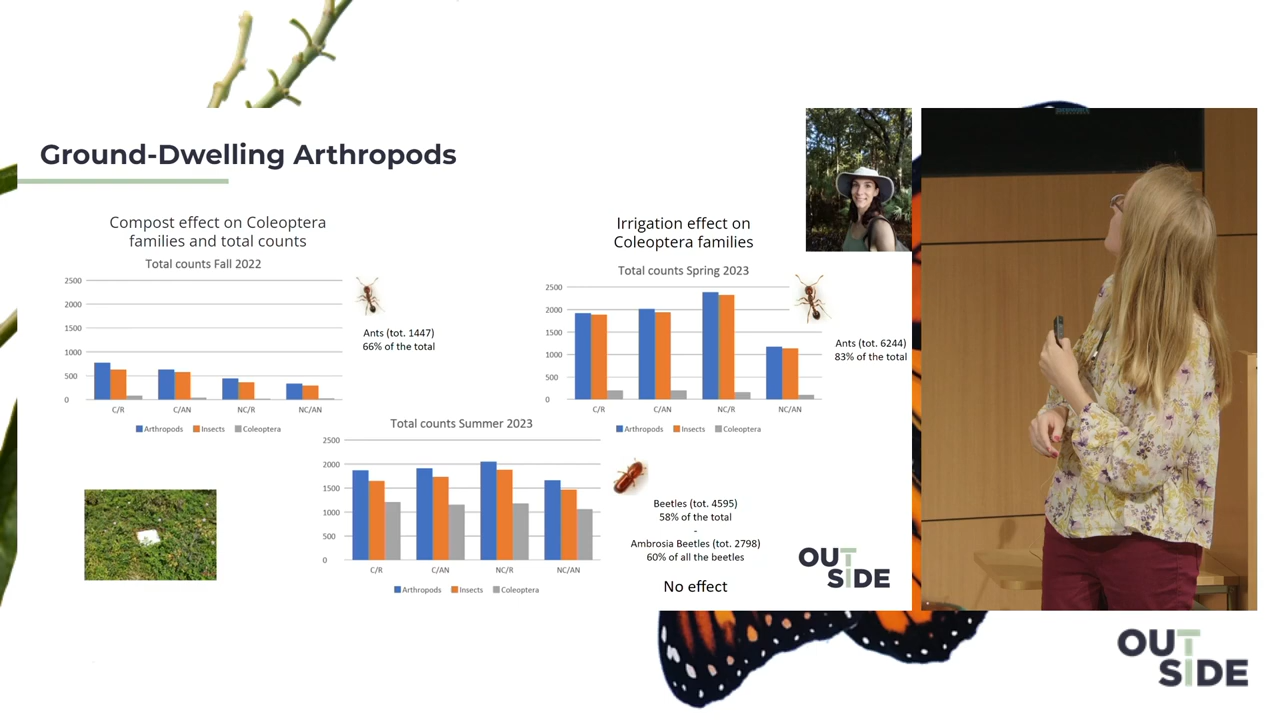 Ground-Dwelling Arthropods
Compost effect on Coleoptera
families and total counts
Total counts Fall 2022
2500
2000
1500
1000
500
0
C/R C/AN NC/R NC/AN
Arthropods Insects Coleoptera
Ants (tot. 1447)
66% of the total
Irrigation effect on
Coleoptera families
Total counts Spring 2023
2500
2000
1500
1000
500
0
C/R C/AN NC/R NC/AN
Arthropods Insects Coleoptera
Ants (tot. 6244)
83% of the total
Total counts Summer 2023
2500
2000
1500
1000
500
0
C/R C/AN NC/R NC/AN
Arthropods Insects Coleoptera
Beetles (tot. 4595)
58% of the total
-
Ambrosia Beetles (tot. 2798)
60% of all the beetles
No effect
OUT
SIDE
OUT
SIDE